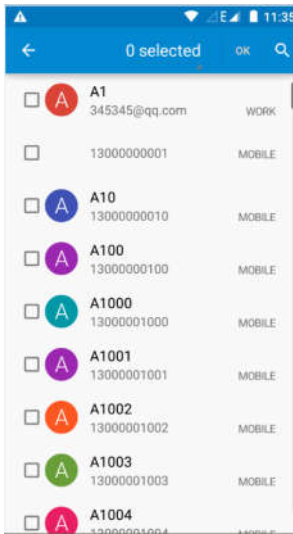 E 11:35
0 selected OK
A A1
345345@qq.com WORK
13000000001 MOBILE
A A10
13000000010 MOBILE
A A100
13000000100 MOBILE
A A1000
13000001000 MOBILE
A A1001
13000001001 MOBILE
A A1002
13000001002 MOBILE
A A1003
13000001003 MOBILE
A A1004